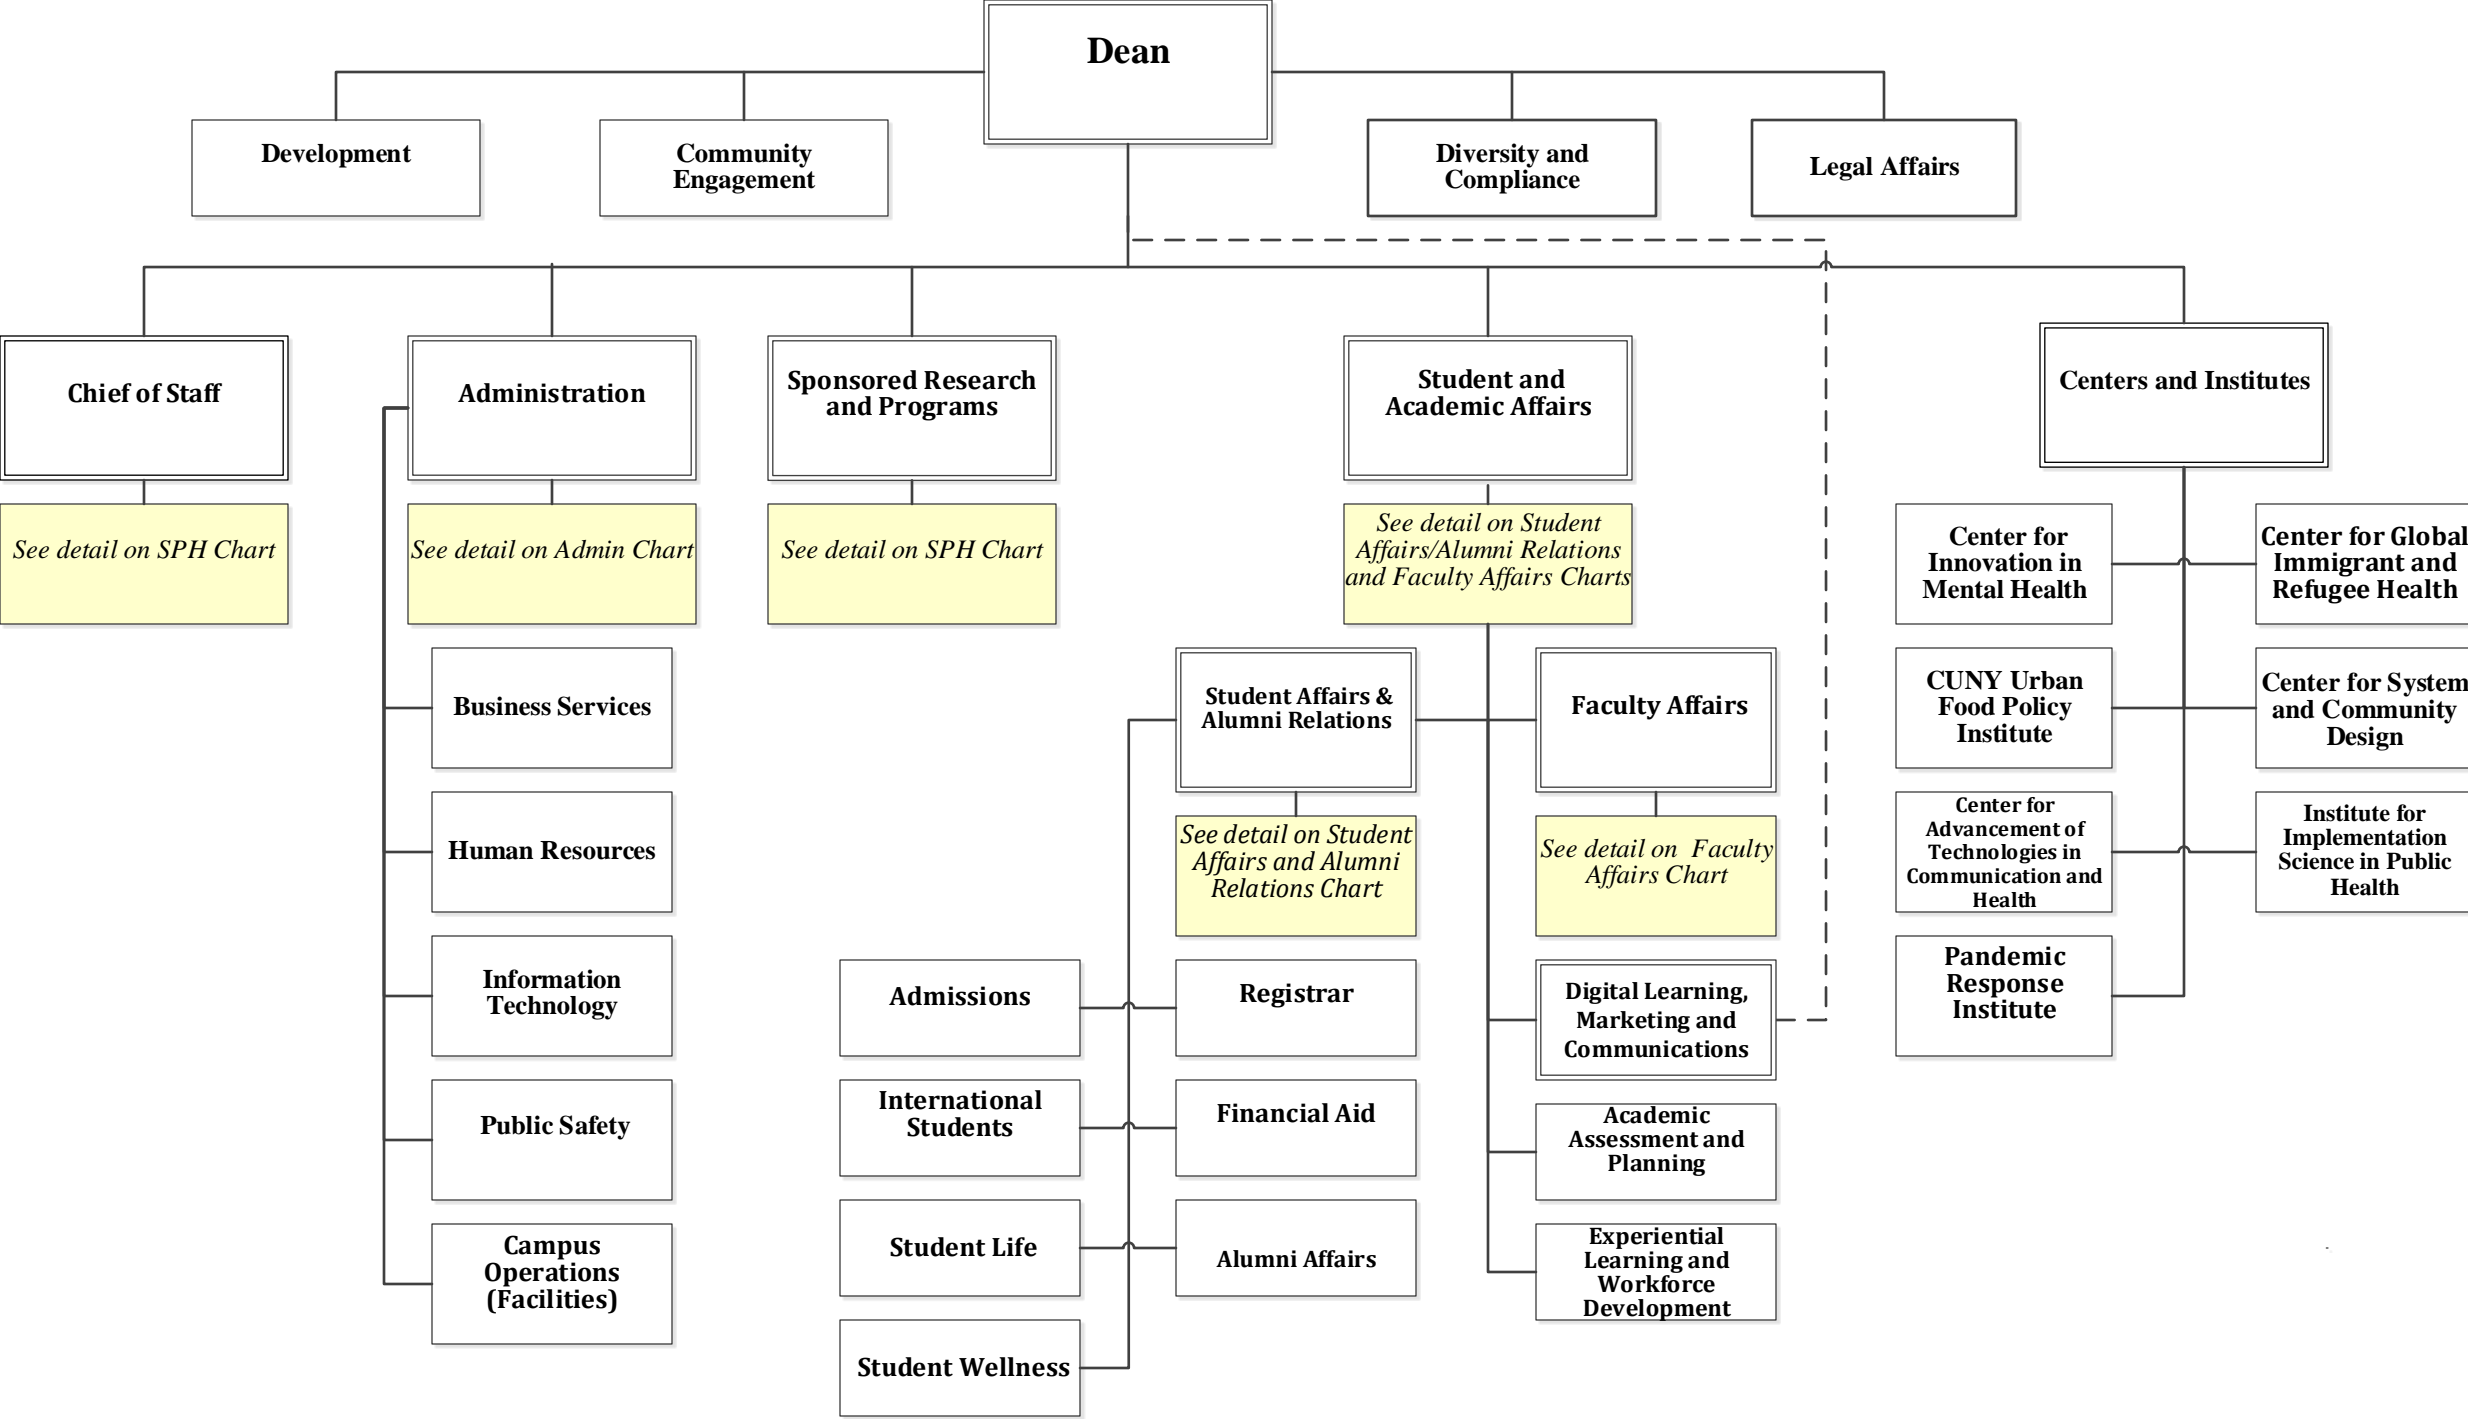 Dean
Development
Community
Engagement
Diversity and
Compliance
Legal Affairs
Chief of Staff
Administration
Sponsored Research
and Programs
Student and
Academic Affairs
Centers and Institutes
See detail on SPH Chart
See detail on Admin Chart
See detail on SPH Chart
See detail on Student
Affairs/Alumni Relations
and Faculty Affairs Charts
Center for
Innovation in
Mental Health
Center for Global
Immigrant and
Refugee Health
Business Services
Student Affairs &
Alumni Relations
Faculty Affairs
CUNY Urban
Food Policy
Institute
Center for System
and Community
Design
Human Resources
See detail on Student
Affairs and Alumni
Relations Chart
See detail on  Faculty
Affairs Chart
Center for
Advancement of
Technologies in
Communication and
Health
Institute for
Implementation
Science in Public
Health
Information
Technology
Admissions
Registrar
Digital Learning,
Marketing and
Communications
Pandemic
Response
Institute
Public Safety
International
Students
Financial Aid
Academic
Assessment and
Planning
Campus
Operations
(Facilities)
Student Life
Alumni Affairs
Experiential
Learning and
Workforce
Development
Student Wellness